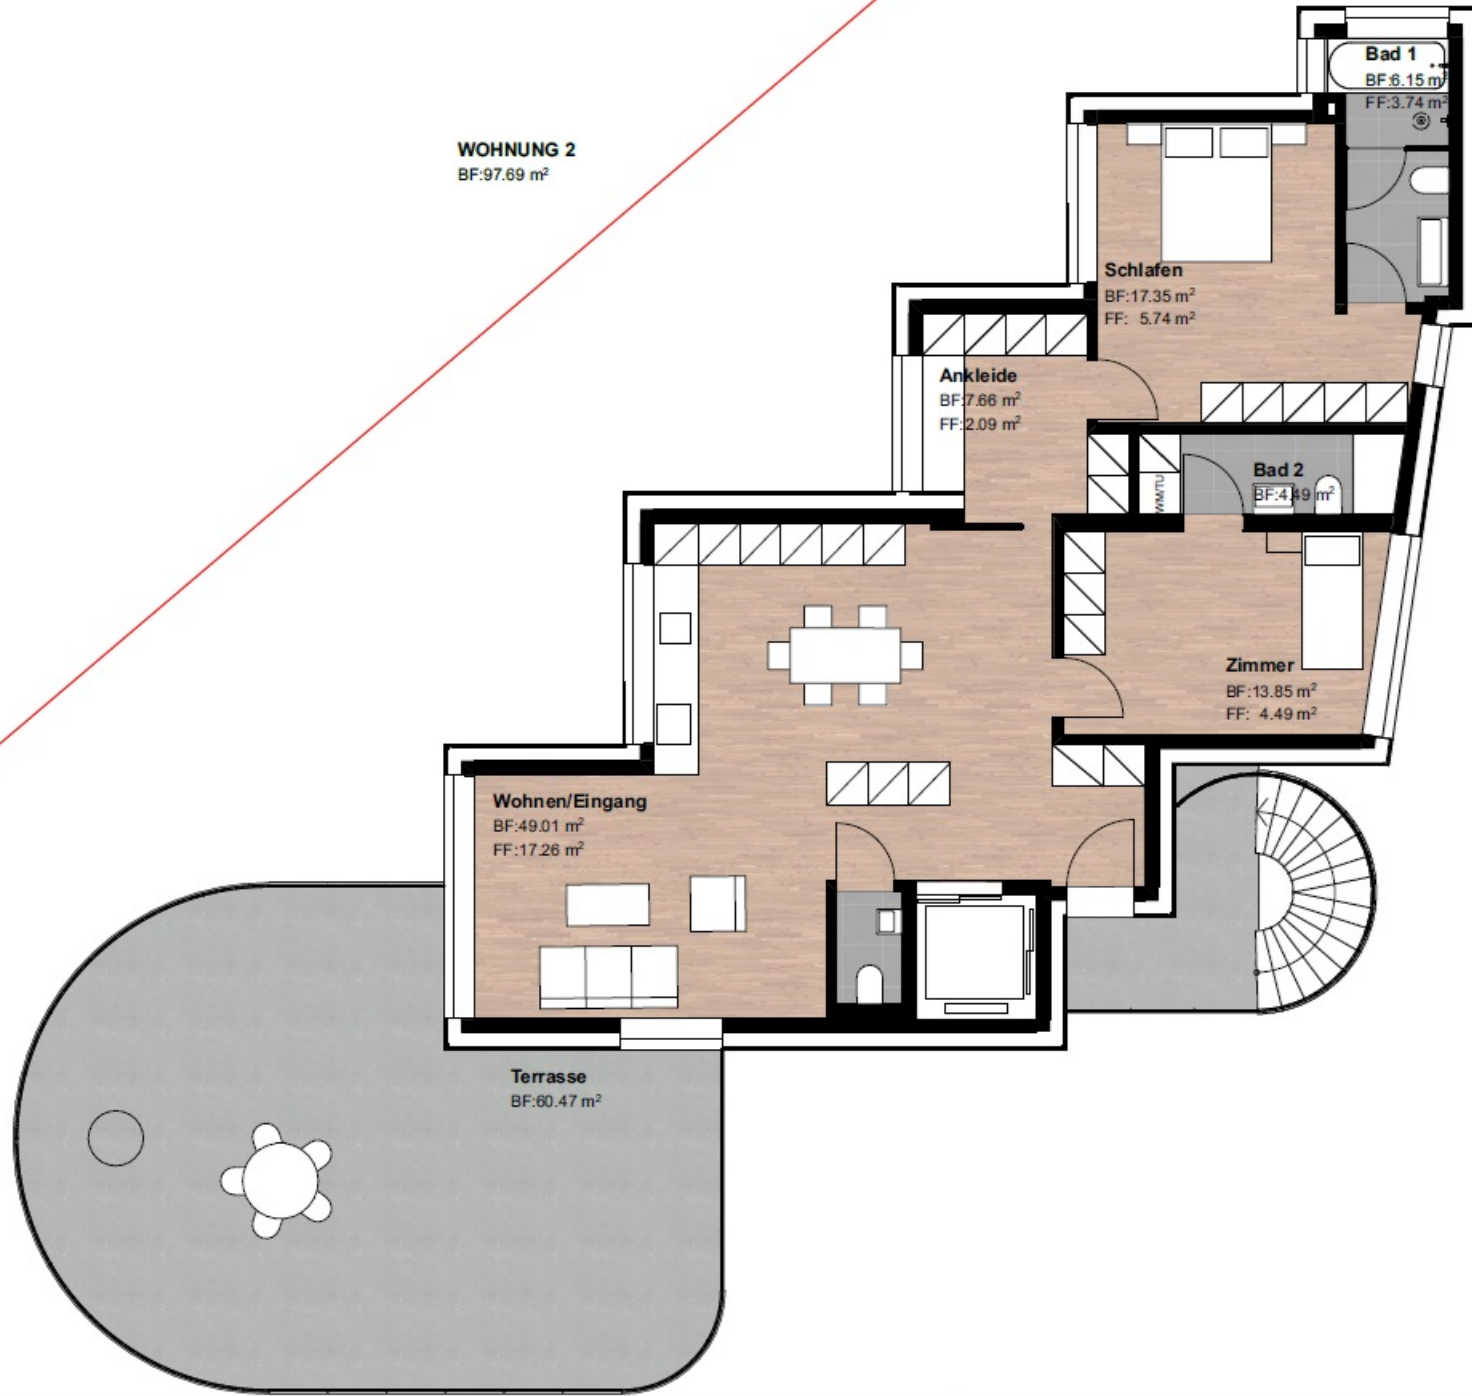 WOHNUNG 2
BF:97.69 m²
Bad 1
BF:6.15 m²
FF:3.74 m²
Schlafen
BF:17.35 m²
FF: 5.74 m²
Ankleide
BF:7.66 m²
FF:2.09 m²
Bad 2
BF:4.49 m²
WM/TU
Zimmer
BF:13.85 m²
FF: 4.49 m²
Wohnen/Eingang
BF:49.01 m²
FF:17.26 m²
Terrasse
BF:60.47 m²